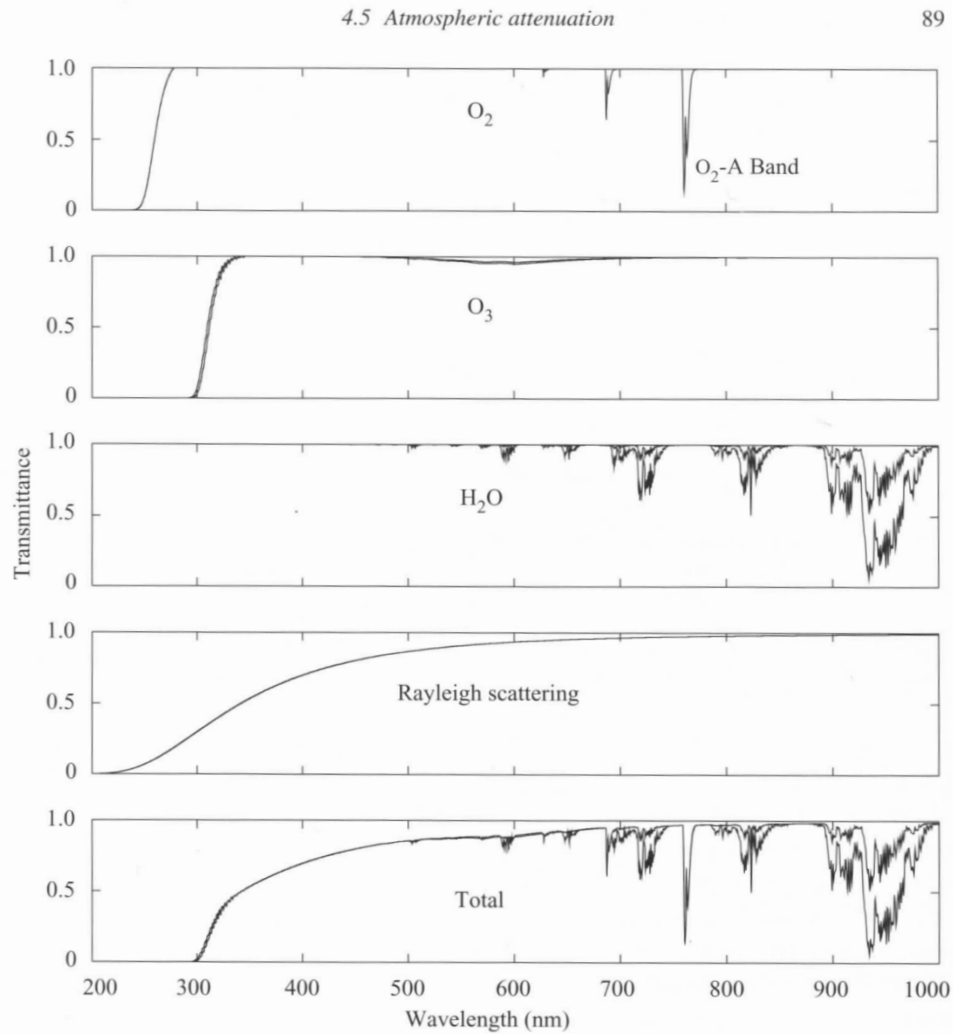 4.5 Atmospheric attenuation 89
1.0
0.5
0
O₂
O₂-A Band
1.0
0.5
0
O₃
1.0
0.5
0
H₂O
Transmittance
1.0
0.5
0
Rayleigh scattering
1.0
0.5
0
Total
200 300 400 500 600 700 800 900 1000
Wavelength (nm)